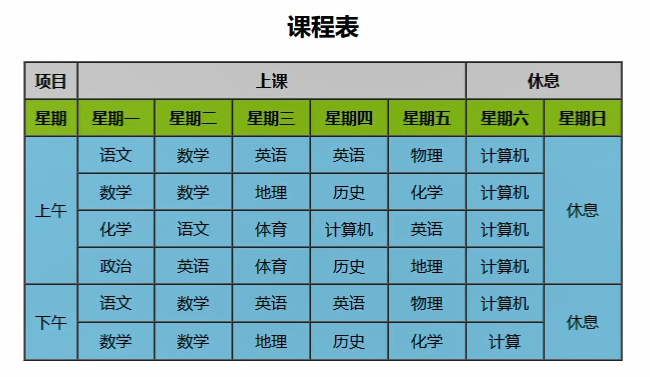 课程表
项目 上课 休息
星期 星期一 星期二 星期三 星期四 星期五 星期六 星期日
语文 数学 英语 英语 物理 计算机
数学 数学 地理 历史 化学 计算机
上午 休息
化学 语文 体育 计算机 英语 计算机
政治 英语 体育 历史 地理 计算机
语文 数学 英语 英语 物理 计算机
下午 休息
数学 数学 地理 历史 化学 计算